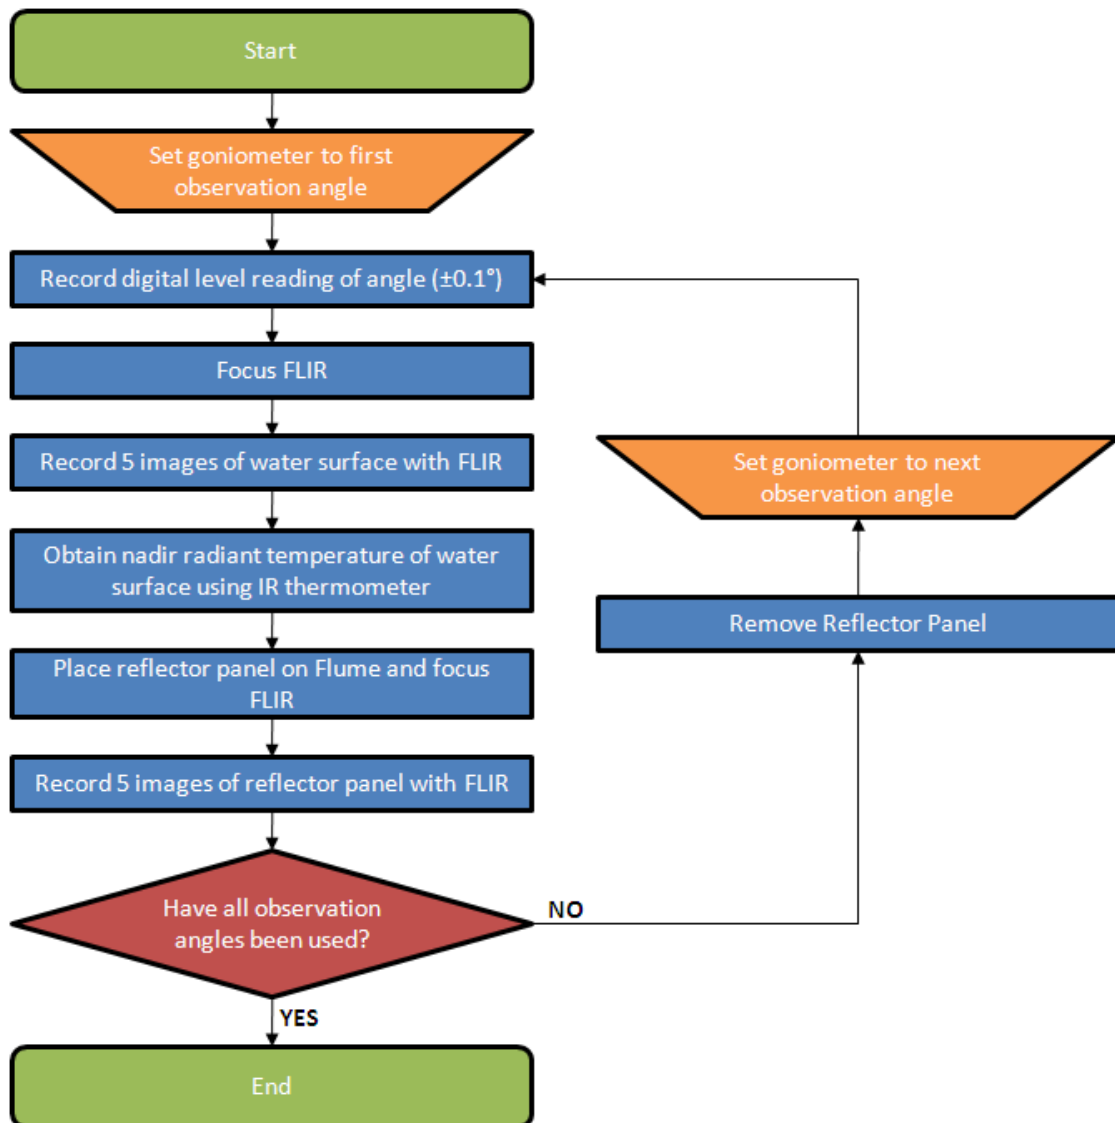 Start
Set goniometer to first
observation angle
Record digital level reading of angle (±0.1°)
Focus FLIR
Record 5 images of water surface with FLIR
Obtain nadir radiant temperature of water
surface using IR thermometer
Place reflector panel on Flume and focus
FLIR
Record 5 images of reflector panel with FLIR
Have all observation
angles been used?
NO
YES
End
Set goniometer to next
observation angle
Remove Reflector Panel